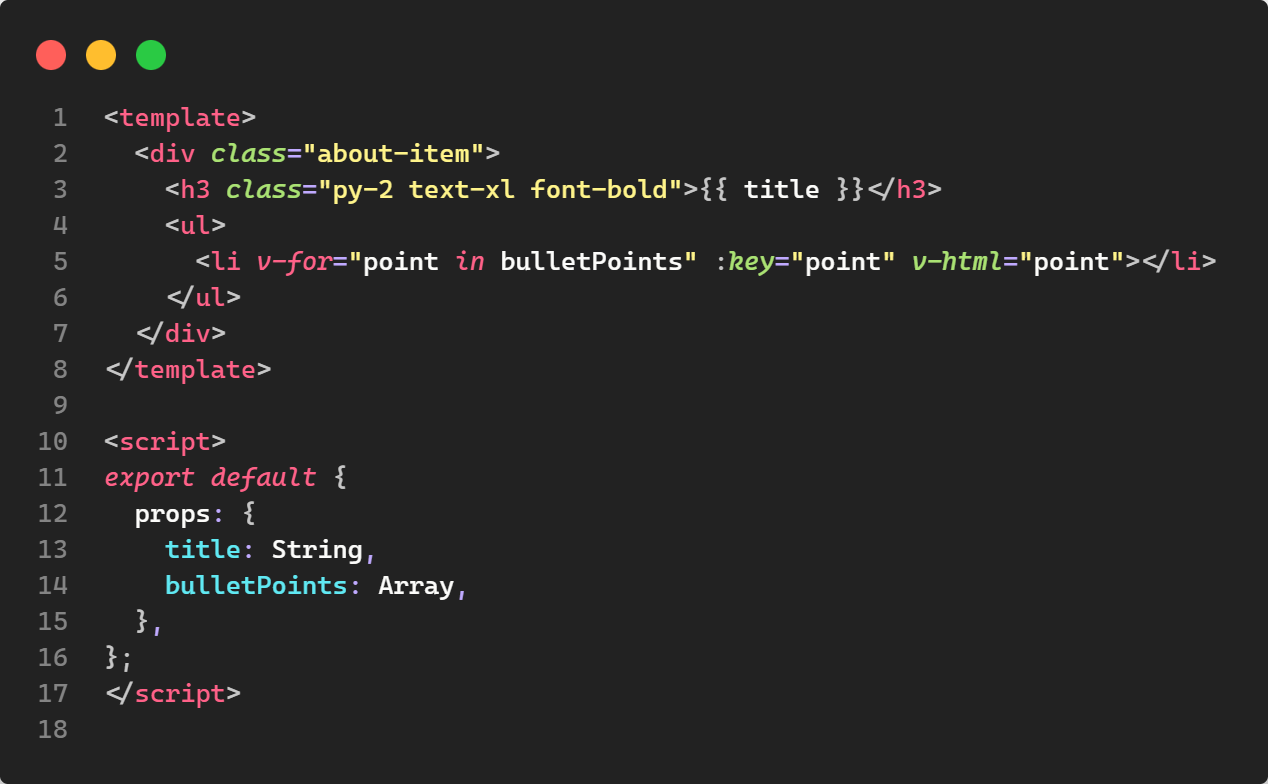 1 <template>
2   <div class="about-item">
3     <h3 class="py-2 text-xl font-bold">{{ title }}</h3>
4     <ul>
5       <li v-for="point in bulletPoints" :key="point" v-html="point"></li>
6     </ul>
7   </div>
8 </template>
9
10 <script>
11 export default {
12   props: {
13     title: String,
14     bulletPoints: Array,
15   },
16 };
17 </script>
18